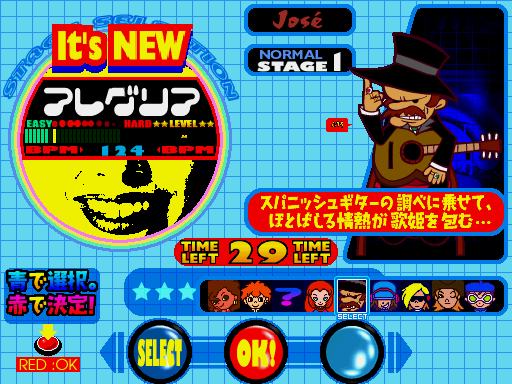 STAGE SELECTION
It's NEW
José
NORMAL
STAGE 1
アレグリア
EASY HARD LEVEL
BPM 124 BPM
スパニッシュギターの調べに乗せて、
ほとばしる情熱が歌姫を包む…
TIME LEFT 29 TIME LEFT
青で選択。
赤で決定!
?
SELECT
RED :OK
SELECT
OK!